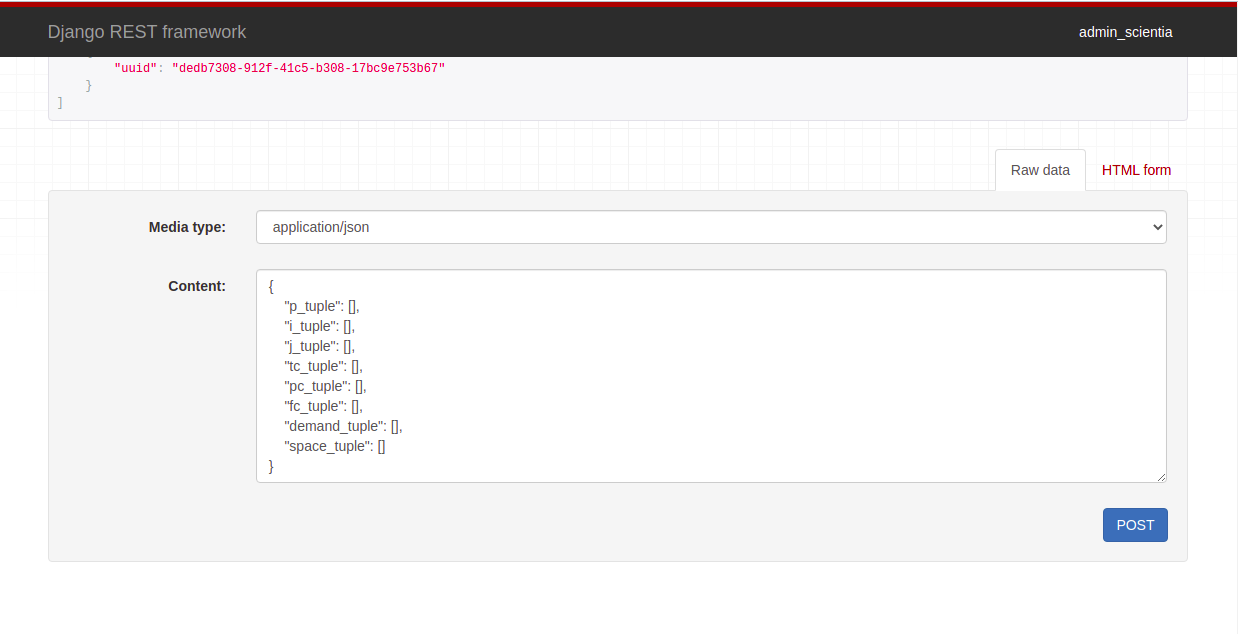 Django REST framework
admin_scientia
"uuid": "dedb7308-912f-41c5-b308-17bc9e753b67"
}
]
Raw data
HTML form
Media type:
application/json
Content:
{
"p_tuple": [],
"i_tuple": [],
"j_tuple": [],
"tc_tuple": [],
"pc_tuple": [],
"fc_tuple": [],
"demand_tuple": [],
"space_tuple": []
}
POST